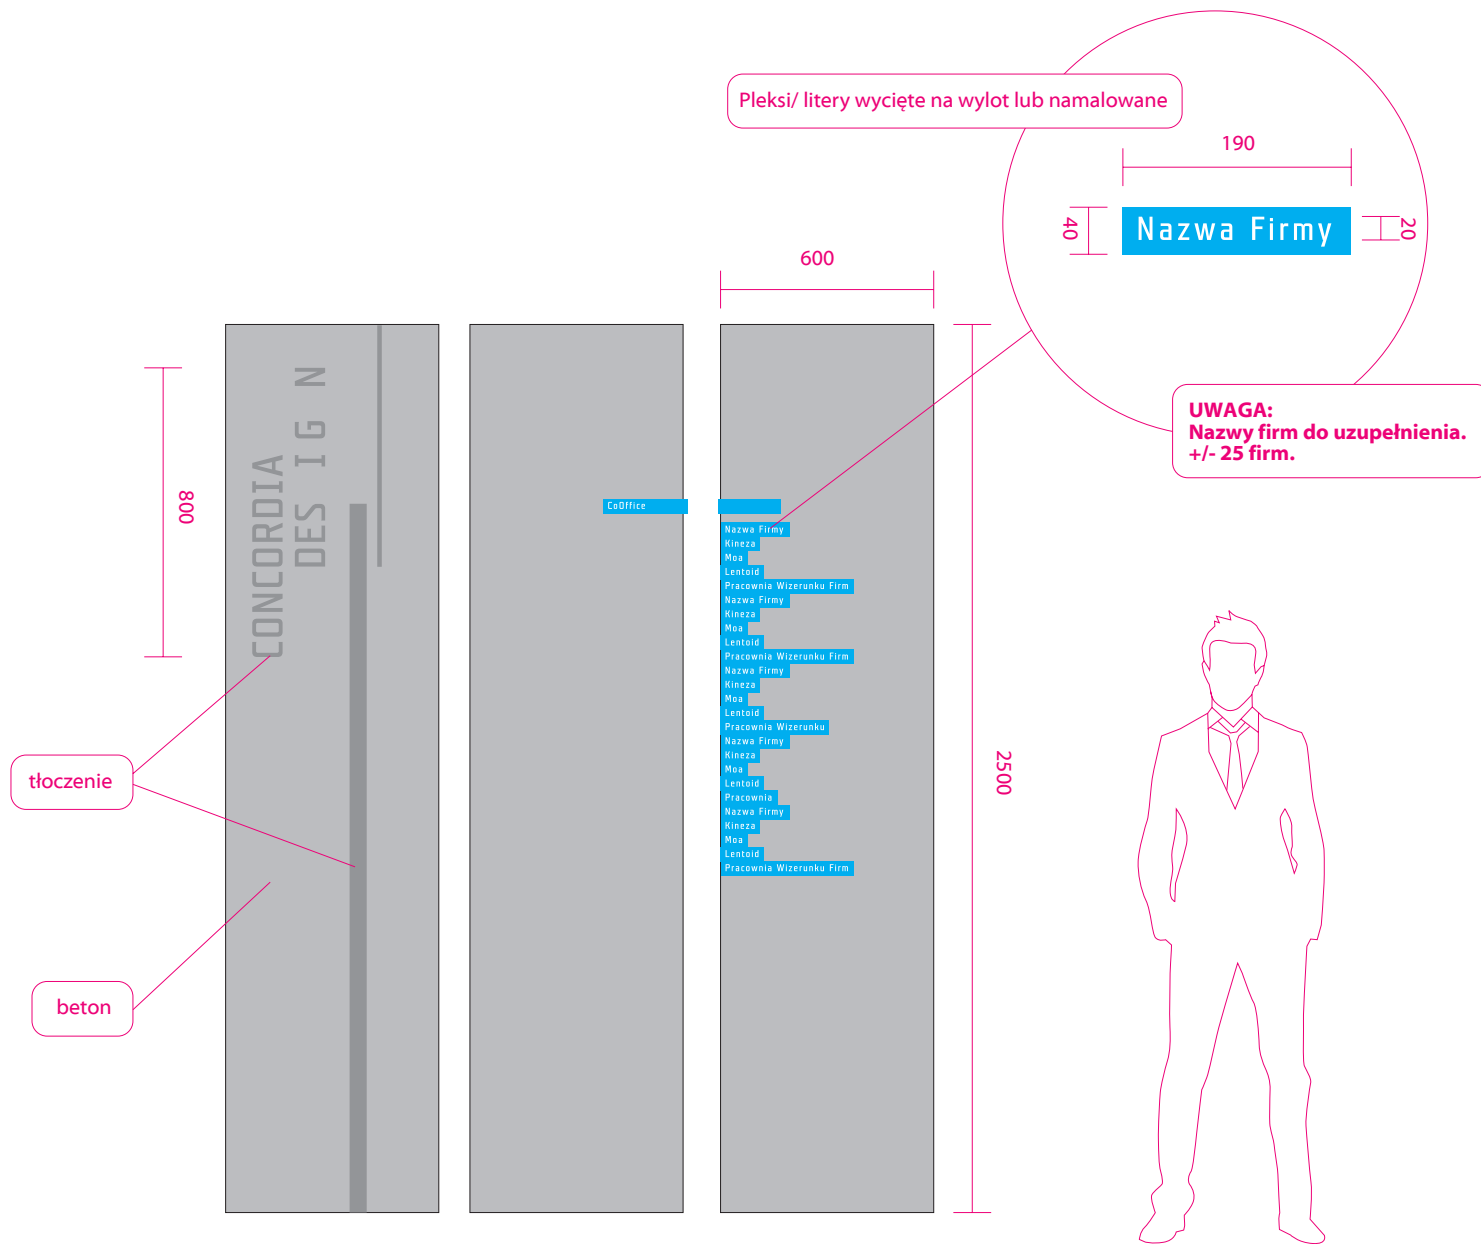 Pleksi/ litery wycięte na wylot lub namalowane
190
40
Nazwa Firmy
20
600
UWAGA:
Nazwy firm do uzupełnienia.
+/- 25 firm.
800
CONCORDIA
DES IG N
CoOffice
Nazwa Firmy
Kineza
Moa
Lentoid
Pracownia Wizerunku Firm
Nazwa Firmy
Kineza
Moa
Lentoid
Pracownia Wizerunku Firm
Nazwa Firmy
Kineza
Moa
Lentoid
Pracownia Wizerunku
Nazwa Firmy
Kineza
Moa
Lentoid
Pracownia
Nazwa Firmy
Kineza
Moa
Lentoid
Pracownia Wizerunku Firm
2500
tłoczenie
beton